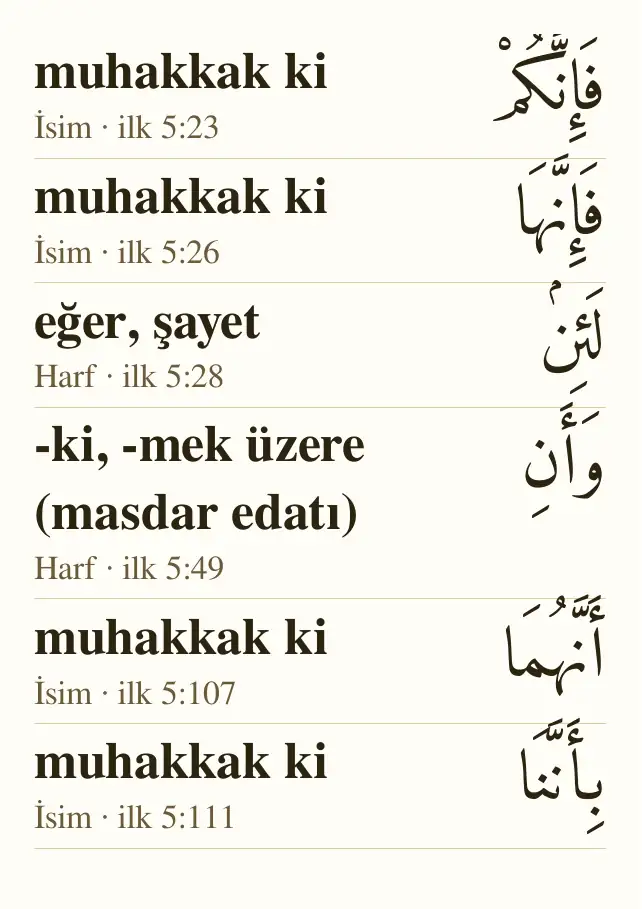 muhakkak ki فَإِنَّكُمْ
İsim · ilk 5:23
muhakkak ki فَإِنَّهَا
İsim · ilk 5:26
eğer, şayet لَئِنۢ
Harf · ilk 5:28
-ki, -mek üzere وَأَنِ
(masdar edatı)
Harf · ilk 5:49
muhakkak ki أَنَّهُمَا
İsim · ilk 5:107
muhakkak ki بِأَنَّنَا
İsim · ilk 5:111